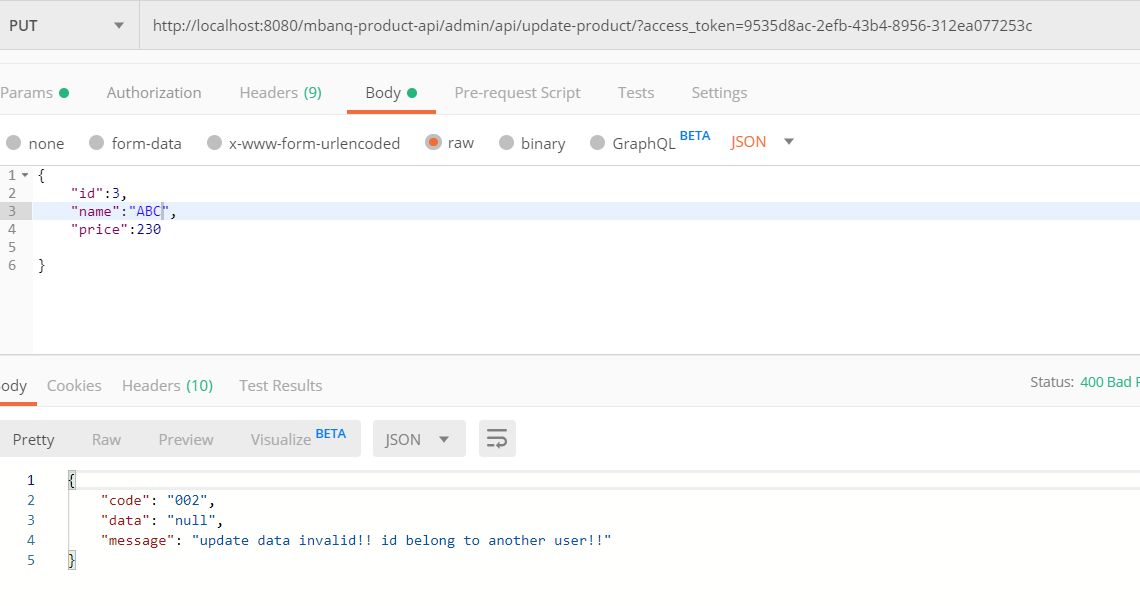 PUT http://localhost:8080/mbanq-product-api/admin/api/update-product/?access_token=9535d8ac-2efb-43b4-8956-312ea077253c
Params Authorization Headers (9) Body Pre-request Script Tests Settings
none form-data x-www-form-urlencoded raw binary GraphQL BETA JSON
1 {
2 "id":3,
3 "name":"ABC",
4 "price":230
5
6 }
ody Cookies Headers (10) Test Results Status: 400 Bad
Pretty Raw Preview Visualize BETA JSON
1 {
2 "code": "002",
3 "data": "null",
4 "message": "update data invalid!! id belong to another user!!"
5 }